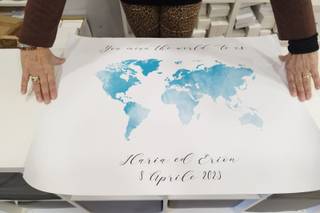 You mean the world to us
Ilaria ed Erion
8 Aprile 2023